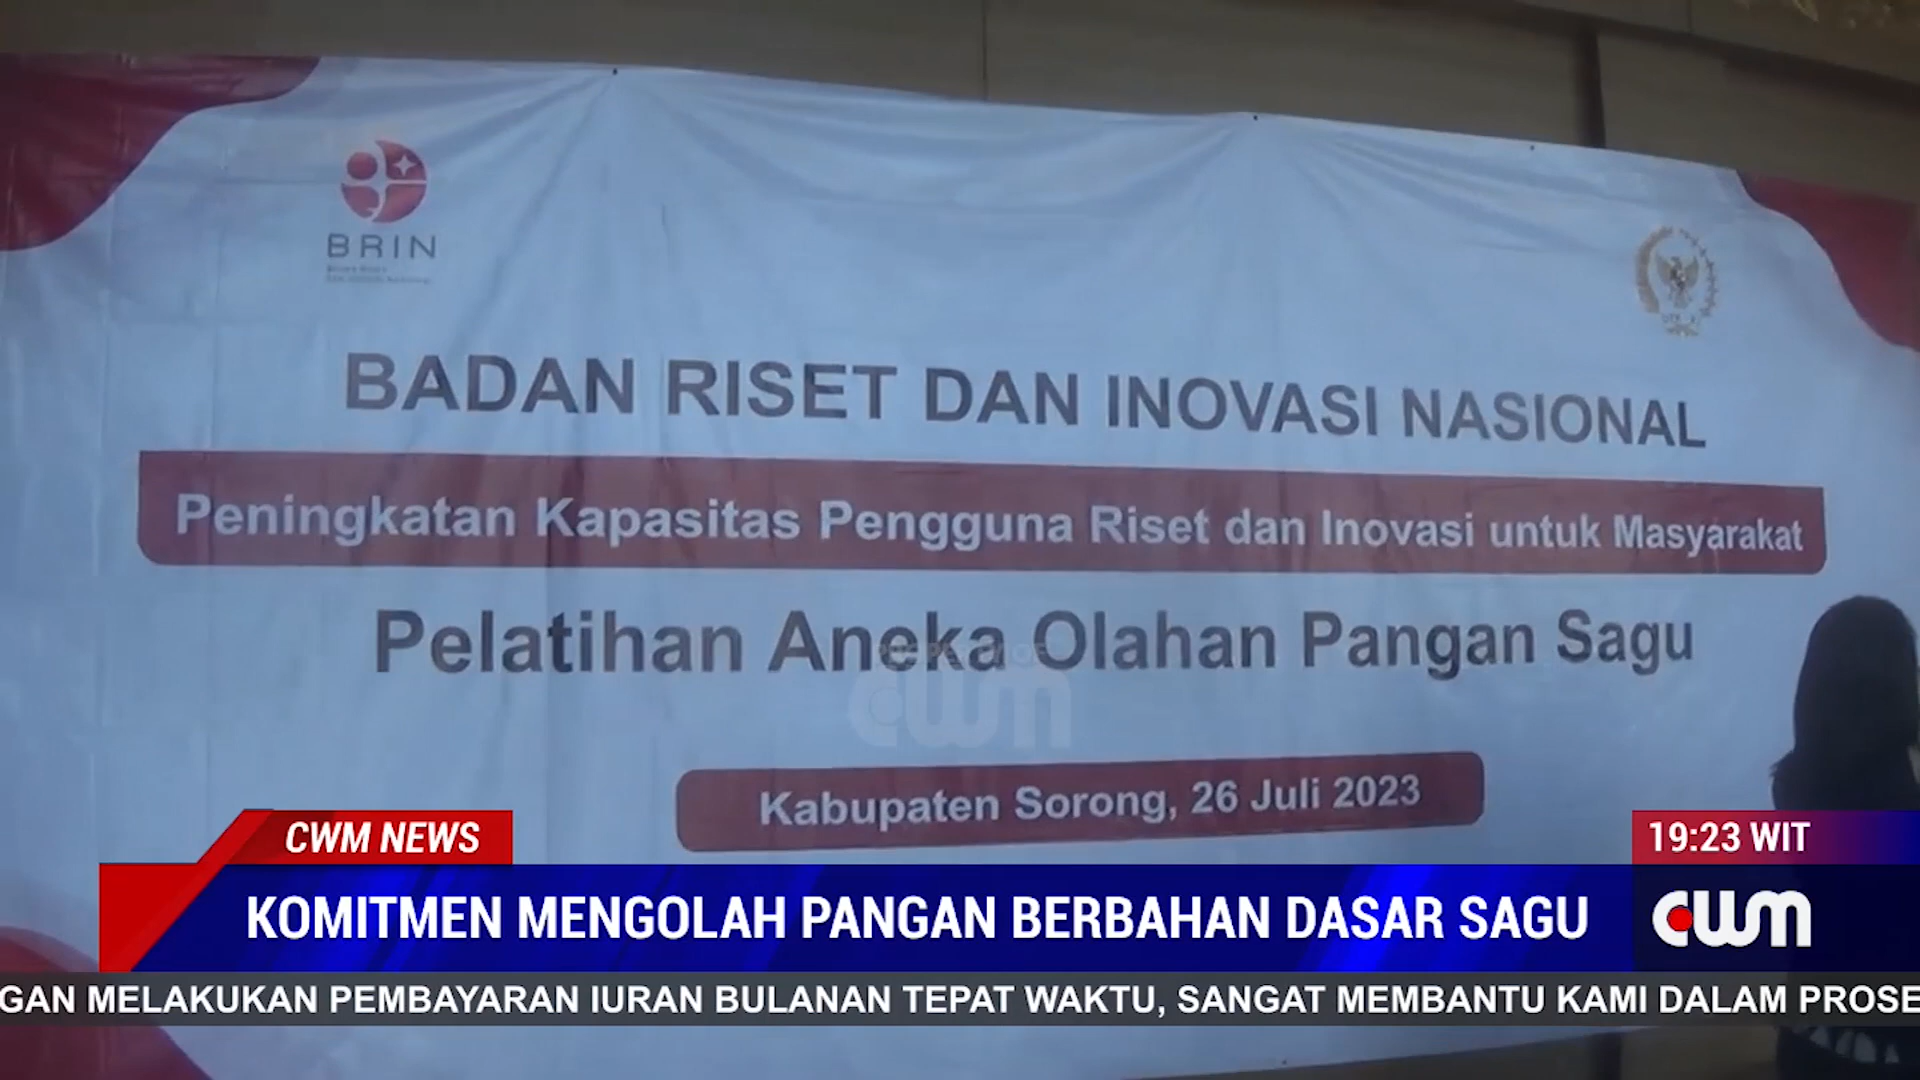 BRIN
BADAN RISET DAN INOVASI NASIONAL
Peningkatan Kapasitas Pengguna Riset dan Inovasi untuk Masyarakat
Pelatihan Aneka Olahan Pangan Sagu
cwm
Kabupaten Sorong, 26 Juli 2023
CWM NEWS
19:23 WIT
KOMITMEN MENGOLAH PANGAN BERBAHAN DASAR SAGU
cwm
GAN MELAKUKAN PEMBAYARAN IURAN BULANAN TEPAT WAKTU, SANGAT MEMBANTU KAMI DALAM PROSE